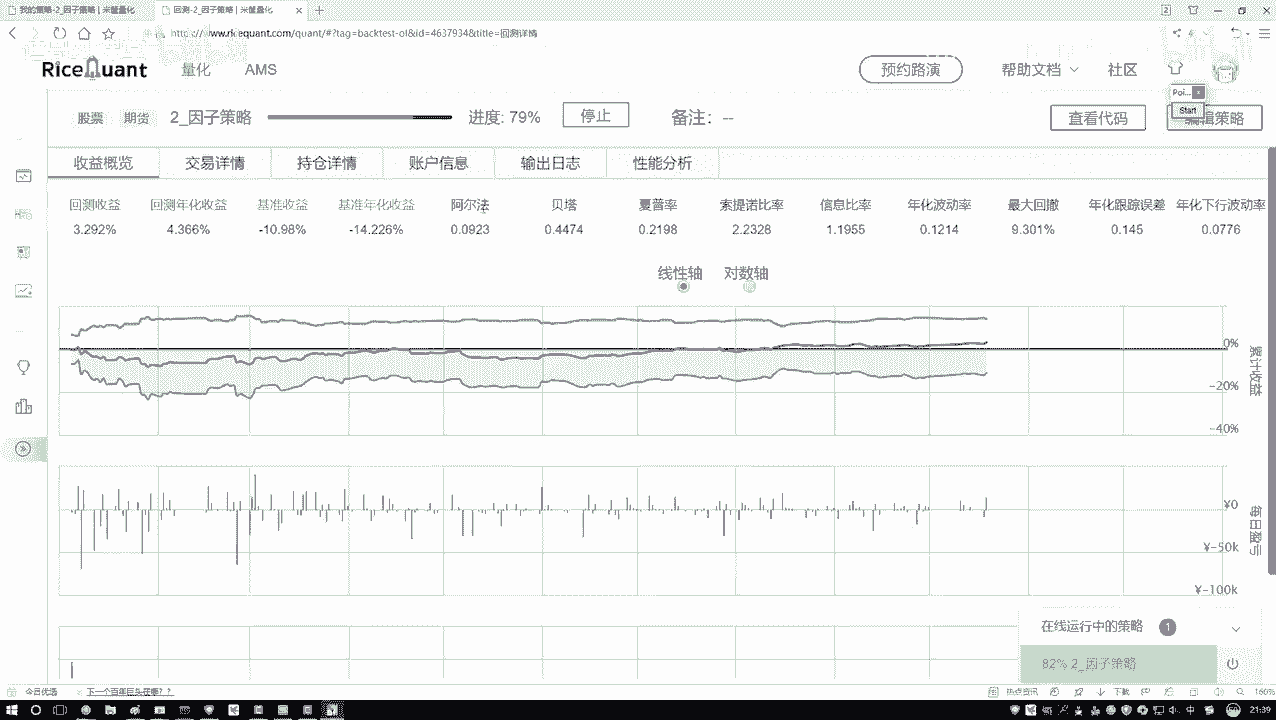 我的策略-2_因子策略 | 米筐量化
回测-2_因子策略 | 米筐量化
www.ricequant.com/quant/#?tag=backtest-ol&id=4637934&title=回测详情
RiceQuant 量化 AMS 预约路演 帮助文档 社区
Poi... x
Start
股票 期货 2_因子策略 进度: 79% 停止 备注: -- 查看代码 编辑策略
收益概览 交易详情 持仓详情 账户信息 输出日志 性能分析
回测收益 回测年化收益 基准收益 基准年化收益 阿尔法 贝塔 夏普率 索提诺比率 信息比率 年化波动率 最大回撤 年化跟踪误差 年化下行波动率
3.292% 4.366% -10.98% -14.226% 0.0923 0.4474 0.2198 2.2328 1.1955 0.1214 9.301% 0.145 0.0776
线性轴 对数轴
0%
-20%
-40%
累计收益
¥0
¥-50k
¥-100k
每日盈亏
在线运行中的策略 1
82% 2_因子策略
今日优选
热点资讯 下载 160%
中 21:39